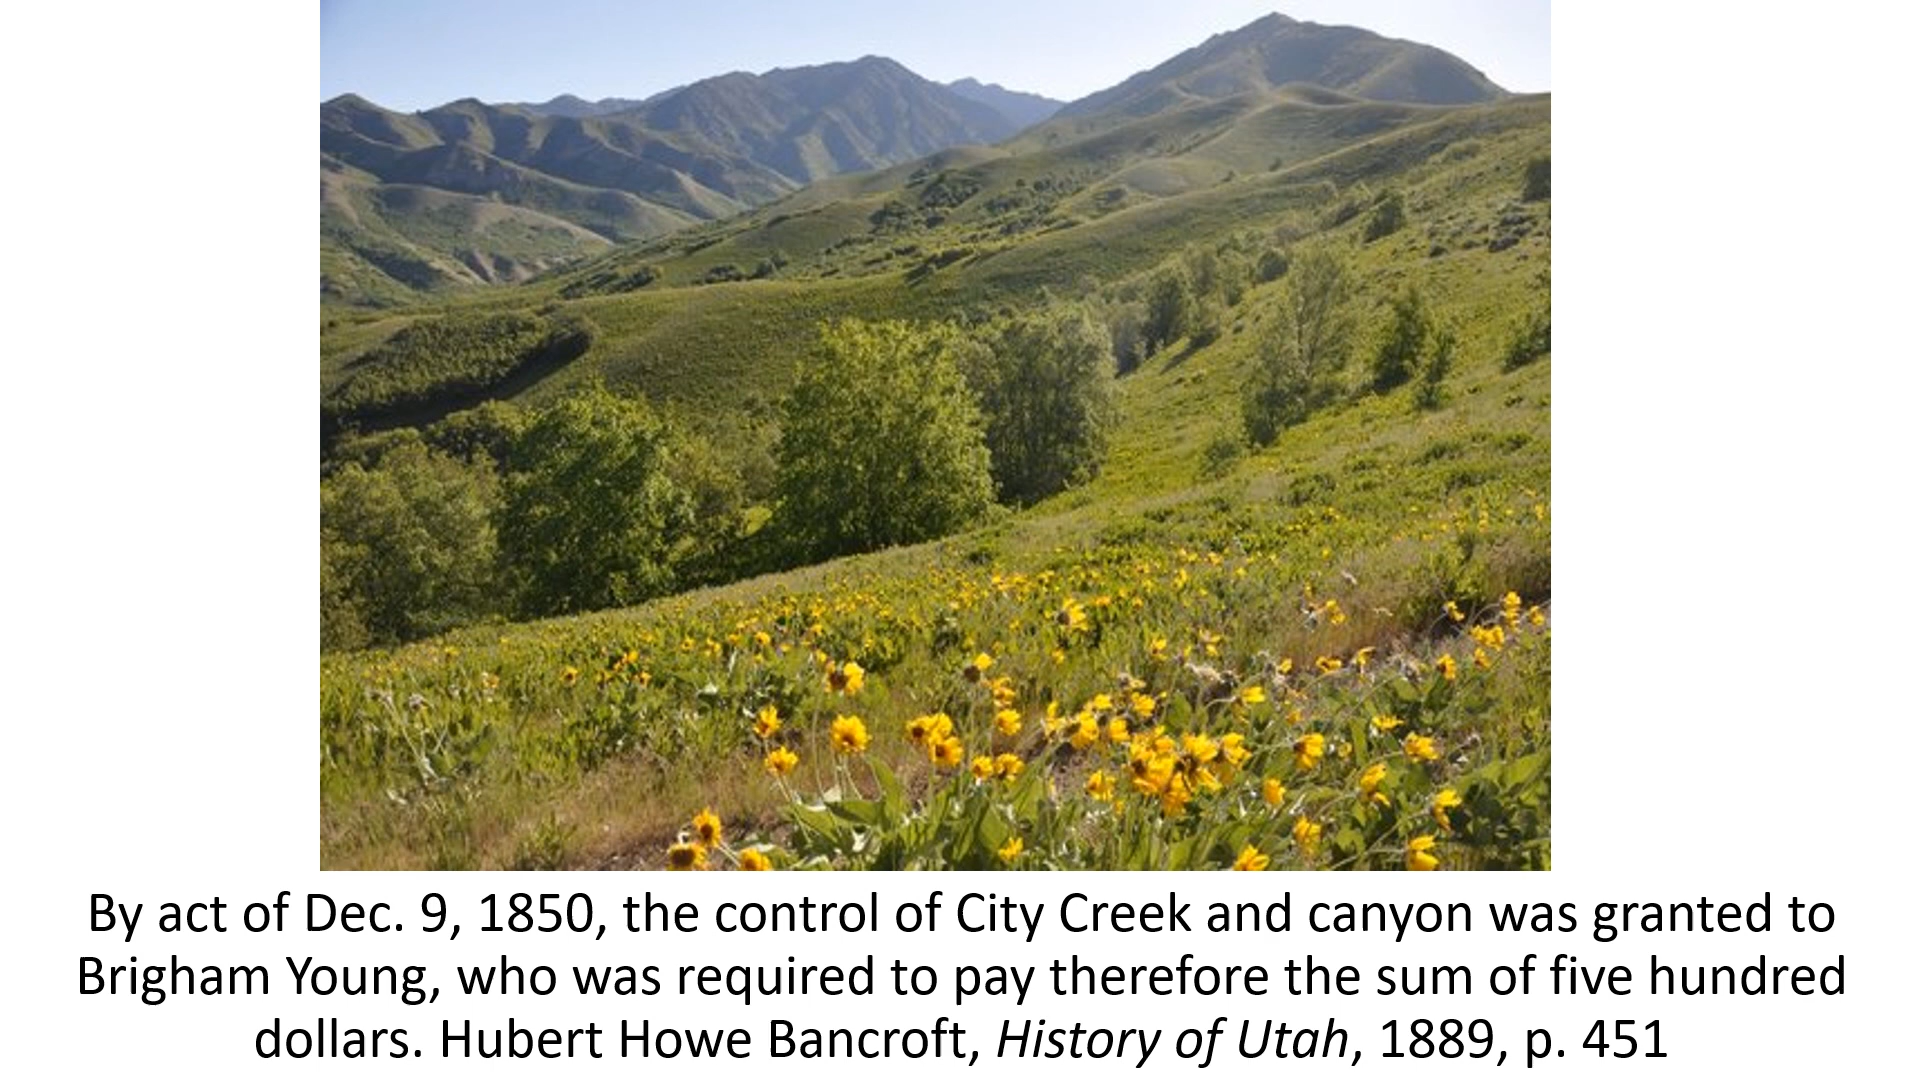 By act of Dec. 9, 1850, the control of City Creek and canyon was granted to
Brigham Young, who was required to pay therefore the sum of five hundred
dollars. Hubert Howe Bancroft, History of Utah, 1889, p. 451